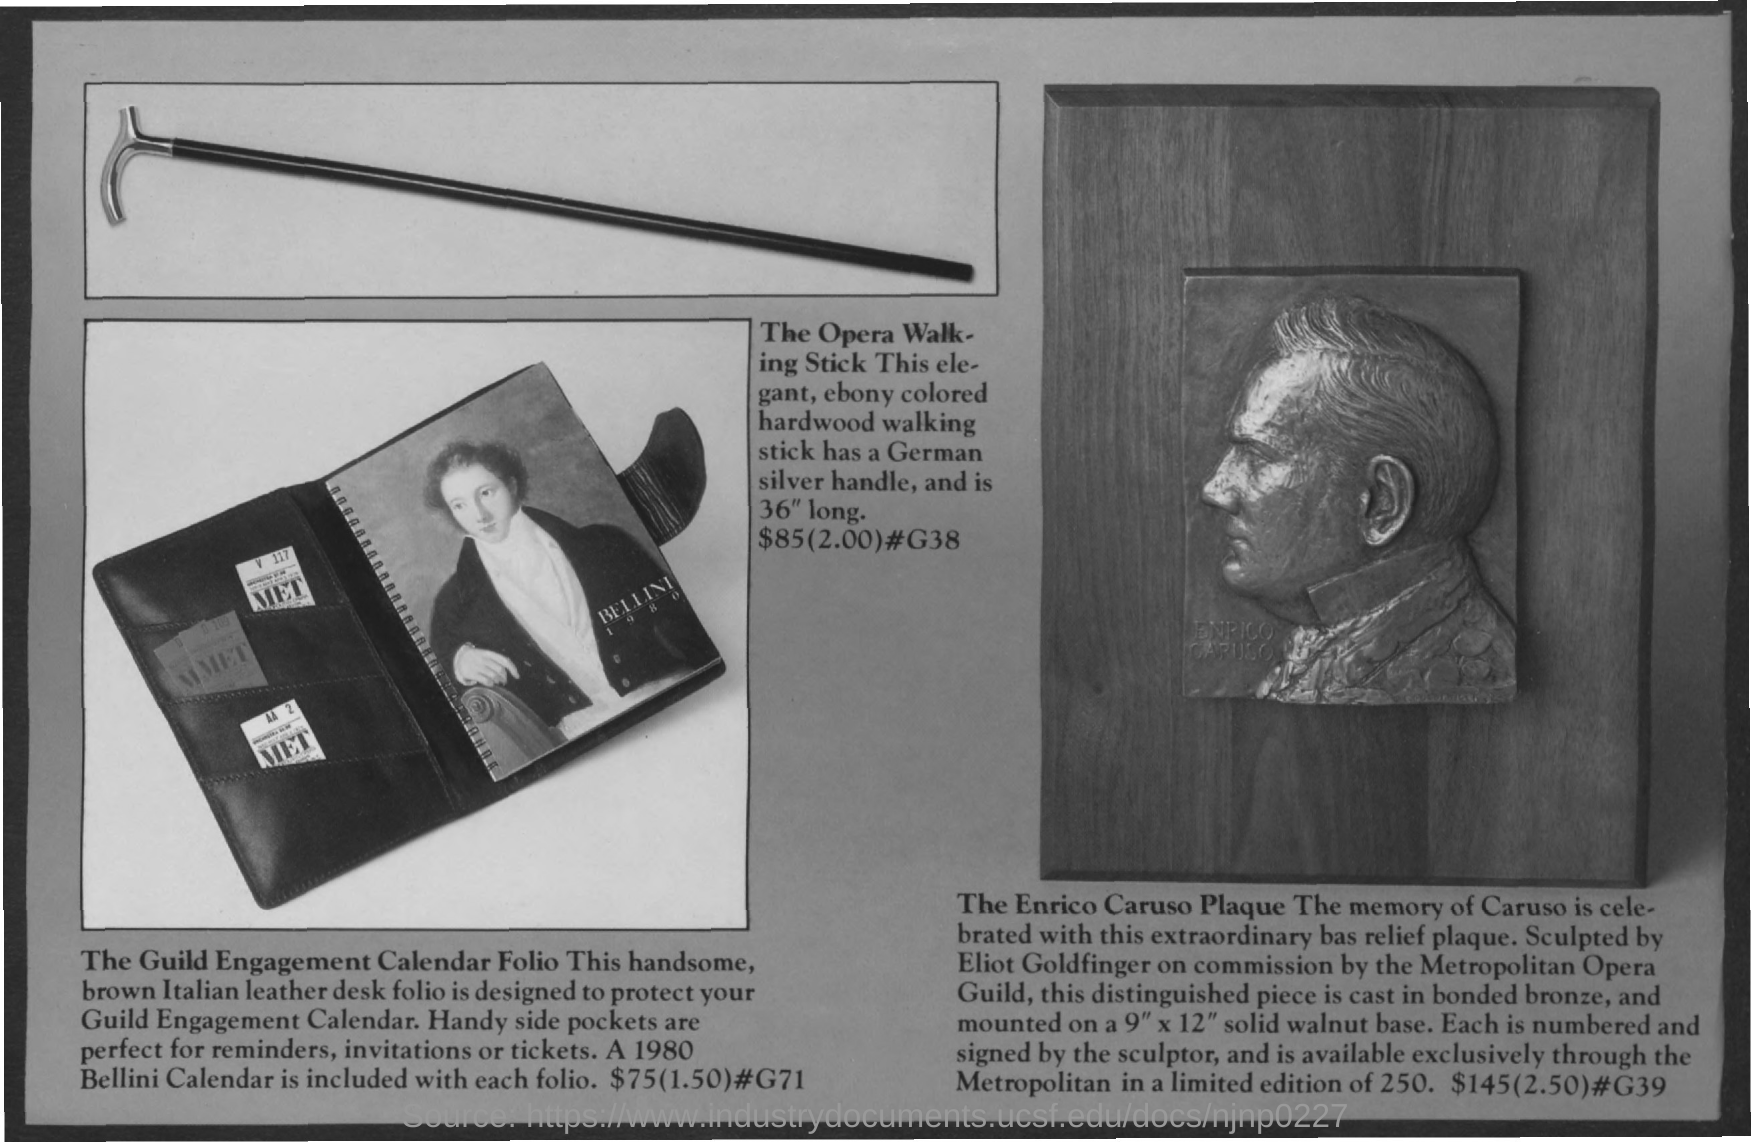 The Opera Walk-
ing Stick This ele-
gant, ebony colored
hardwood walking
stick has a German
silver handle, and is
36" long.
$85(2.00)#G38
V 117
MET
MET
AA 2
MET
BELLINI
1980
ENRICO
CARUSO
The Guild Engagement Calendar Folio This handsome,
brown Italian leather desk folio is designed to protect your
Guild Engagement Calendar. Handy side pockets are
perfect for reminders, invitations or tickets. A 1980
Bellini Calendar is included with each folio. $75(1.50)#G71
The Enrico Caruso Plaque The memory of Caruso is cele-
brated with this extraordinary bas relief plaque. Sculpted by
Eliot Goldfinger on commission by the Metropolitan Opera
Guild, this distinguished piece is cast in bonded bronze, and
mounted on a 9" x 12" solid walnut base. Each is numbered and
signed by the sculptor, and is available exclusively through the
Metropolitan in a limited edition of 250. $145(2.50)#G39
Source: https://www.industrydocuments.ucsf.edu/docs/njnp0227